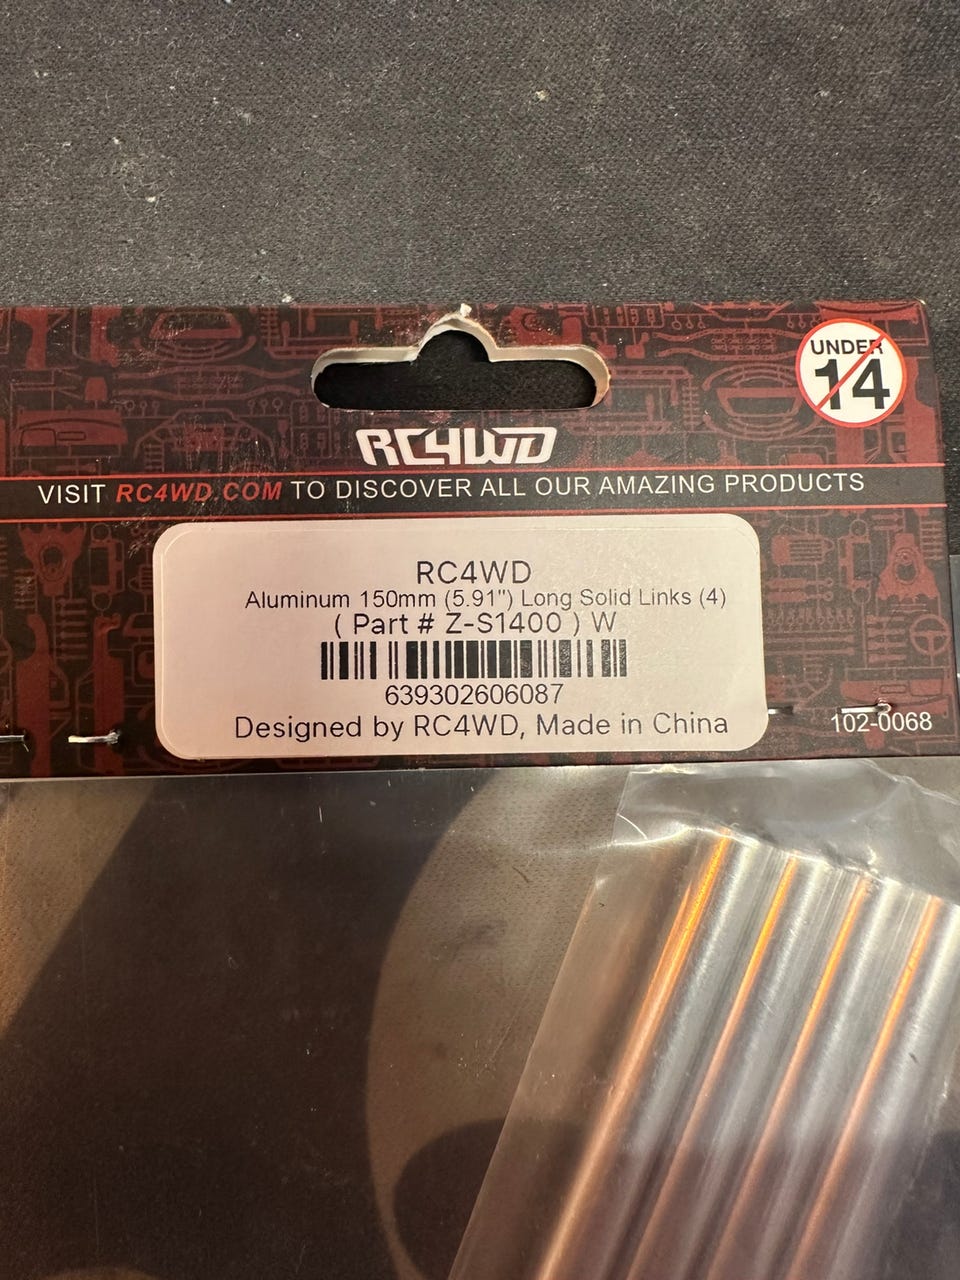 UNDER
14
RC4WD
VISIT RC4WD.COM TO DISCOVER ALL OUR AMAZING PRODUCTS
RC4WD
Aluminum 150mm (5.91") Long Solid Links (4)
( Part # Z-S1400 ) W
639302606087
Designed by RC4WD, Made in China
102-0068